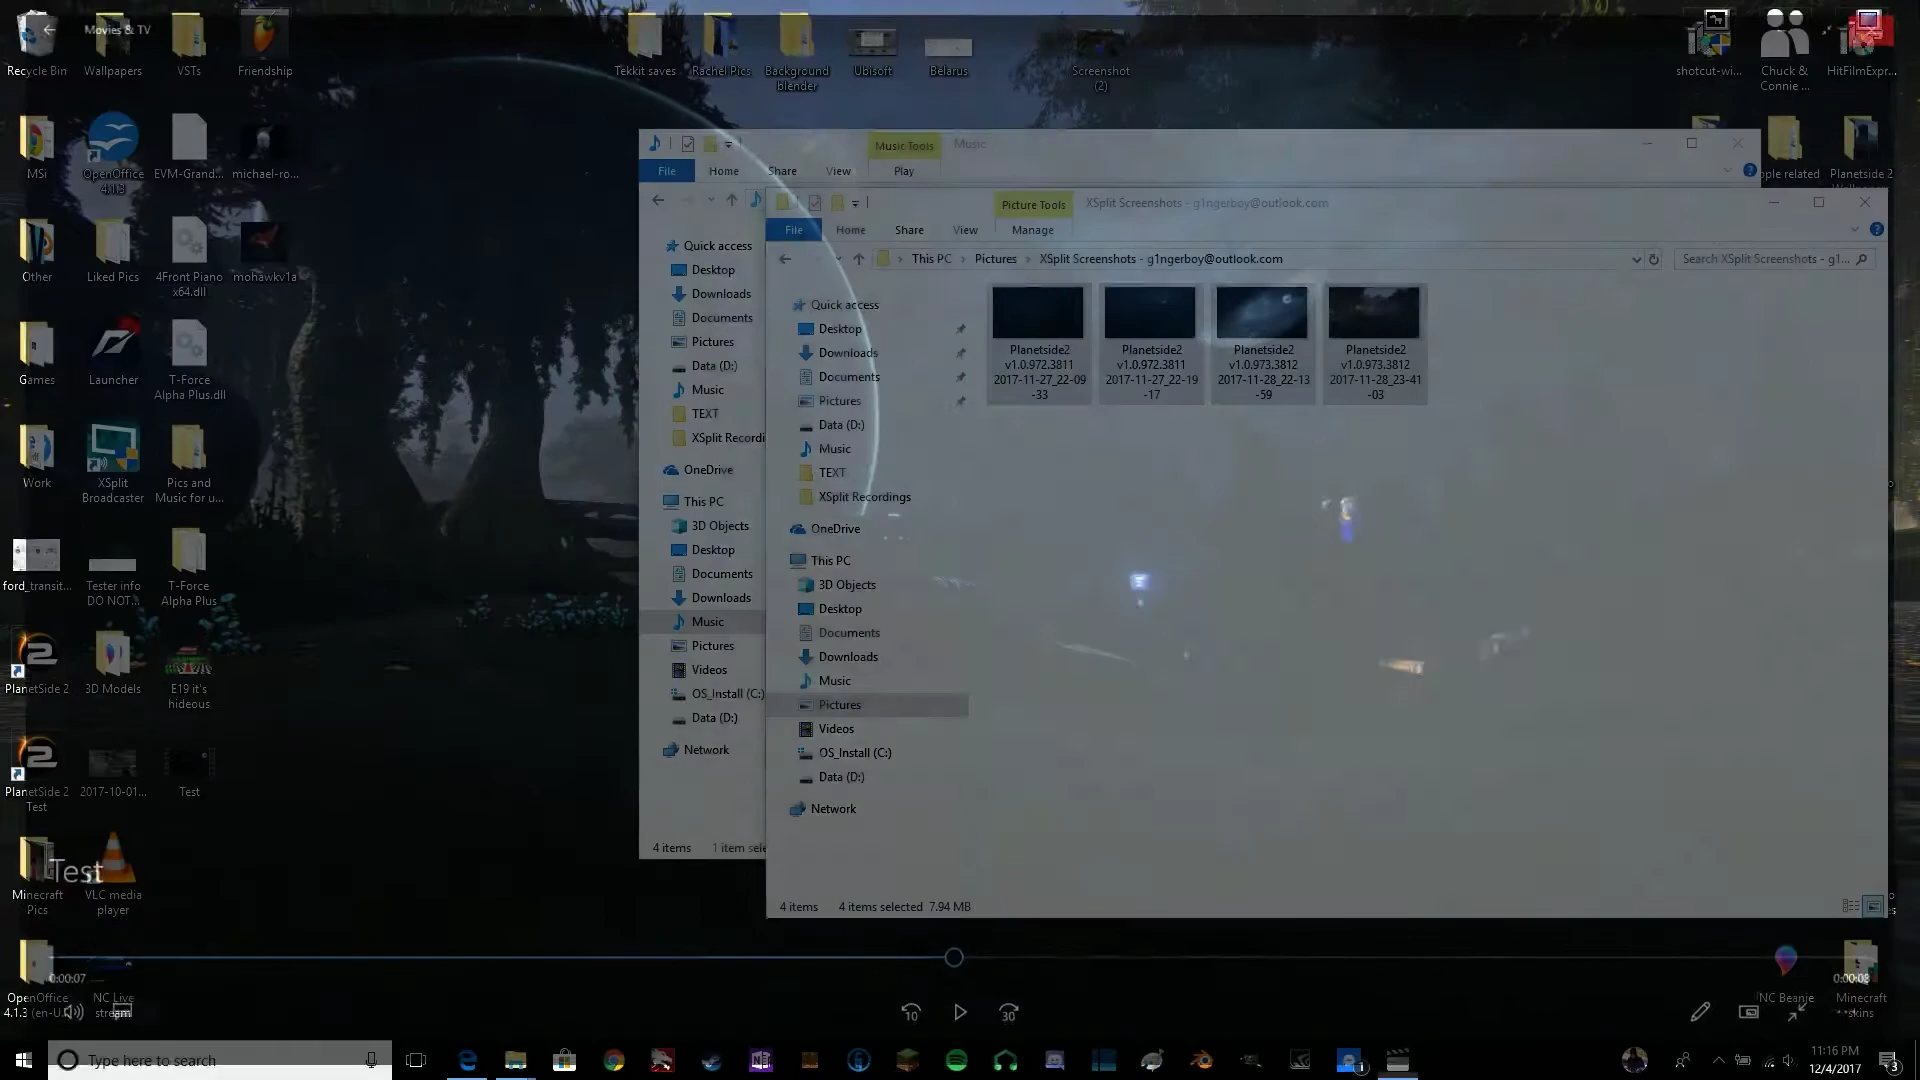 Movies & TV
Recycle Bin
Wallpapers
VSTs
Friendship
Tekkit saves
Rachel Pics
Background
blender
Ubisoft
Belarus
Screenshot
(2)
shotcut-wi...
Chuck &
Connie ...
HitFilmExpr...
MSi
OpenOffice
4.1.3
EVM-Grand...
michael-ro...
ople related
Planetside 2
Other
Liked Pics
4Front Piano
x64.dll
mohawkv1a
Games
Launcher
T-Force
Alpha Plus.dll
Work
XSplit
Broadcaster
Pics and
Music for u...
ford_transit...
Tester info
DO NOT...
T-Force
Alpha Plus
PlanetSide 2
3D Models
E19 it's
hideous
PlanetSide 2
Test
2017-10-01...
Test
Minecraft
Pics
VLC media
player
Test
OpenOffice
4.1.3 (en-U...
NC Live
stream
Music Tools
Music
File
Home
Share
View
Play
Quick access
Desktop
Downloads
Documents
Pictures
Data (D:)
Music
TEXT
XSplit Recordi
OneDrive
This PC
3D Objects
Desktop
Documents
Downloads
Music
Pictures
Videos
OS_Install (C:)
Data (D:)
Network
4 items
1 item sele
Picture Tools
XSplit Screenshots - g1ngerboy@outlook.com
File
Home
Share
View
Manage
This PC
Pictures
XSplit Screenshots - g1ngerboy@outlook.com
Search XSplit Screenshots - g1...
Quick access
Desktop
Downloads
Documents
Pictures
Data (D:)
Music
TEXT
XSplit Recordings
OneDrive
This PC
3D Objects
Desktop
Documents
Downloads
Music
Pictures
Videos
OS_Install (C:)
Data (D:)
Network
Planetside2
v1.0.972.3811
2017-11-27_22-09
-33
Planetside2
v1.0.972.3811
2017-11-27_22-19
-17
Planetside2
v1.0.973.3812
2017-11-28_22-13
-59
Planetside2
v1.0.973.3812
2017-11-28_23-41
-03
4 items
4 items selected
7.94 MB
0:00:07
0:00:08
10
30
NC Beanie
Minecraft
skins
Type here to search
11:16 PM
12/4/2017
3